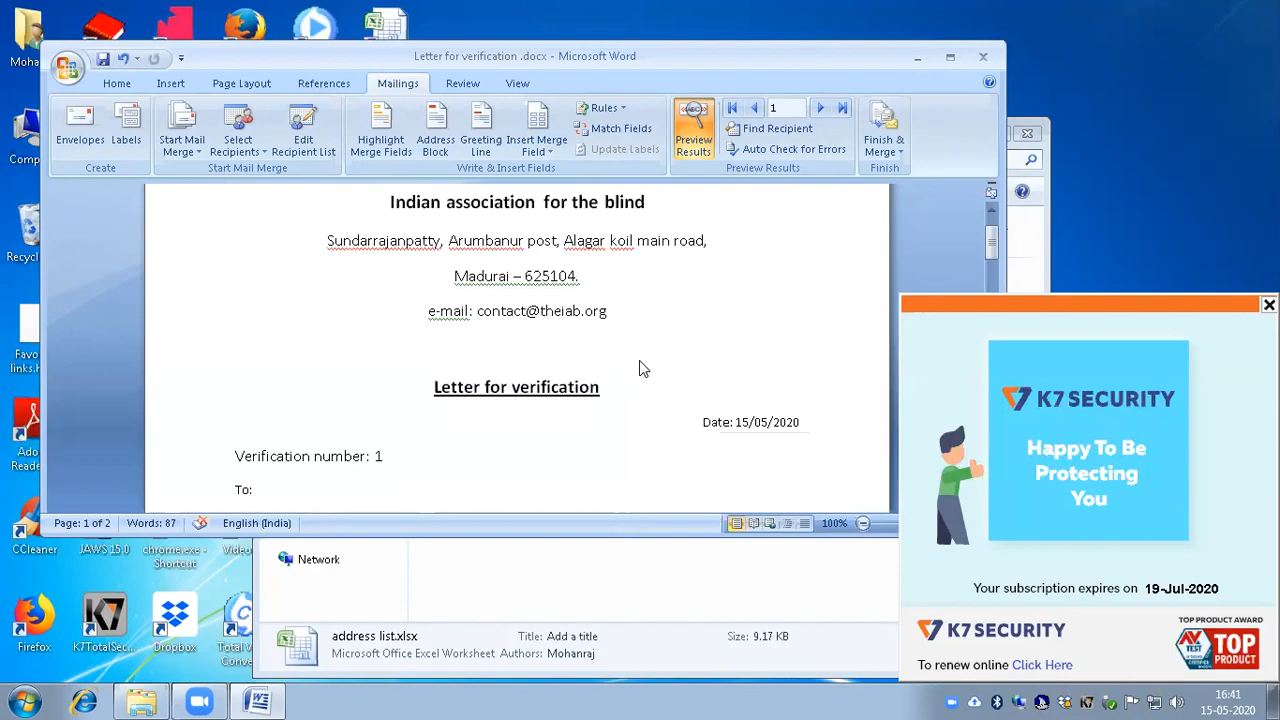 Moha
Letter for verification .docx - Microsoft Word
Home Insert Page Layout References Mailings Review View
Envelopes
Labels
Create
Start Mail
Merge
Select
Recipients
Edit
Recipient List
Start Mail Merge
Highlight
Merge Fields
Address
Block
Greeting
Line
Insert Merge
Field
Rules
Match Fields
Update Labels
Write & Insert Fields
ABC
Preview
Results
1
Find Recipient
Auto Check for Errors
Preview Results
Finish &
Merge
Finish
Comp
Recycl
Favo
links.h
Ado
Reade
Indian association for the blind
Sundarrajanpatty, Arumbanur post, Alagar koil main road,
Madurai – 625104.
e-mail: contact@theiab.org
Letter for verification
Date: 15/05/2020
Verification number: 1
To:
Page: 1 of 2 Words: 87 English (India) 100%
CCleaner
JAWS 15.0
chrome.exe -
Shortcut
Video
Firefox
K7TotalSec...
Dropbox
Total V
Conve
Network
address list.xlsx Title: Add a title Size: 9.17 KB
Microsoft Office Excel Worksheet Authors: Mohanraj
K7 SECURITY
Happy To Be
Protecting
You
Your subscription expires on 19-Jul-2020
K7 SECURITY
To renew online Click Here
TOP PRODUCT AWARD
AV
TEST
TOP
PRODUCT
16:41
15-05-2020